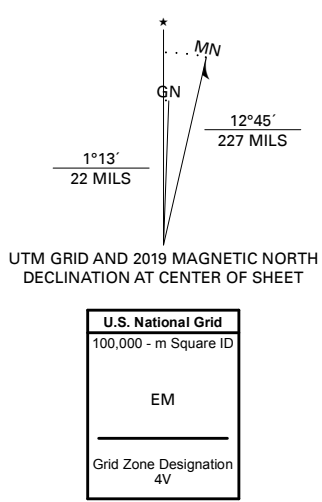 ★
MN
GN
12°45´
227 MILS
1°13´
22 MILS
UTM GRID AND 2019 MAGNETIC NORTH
DECLINATION AT CENTER OF SHEET
U.S. National Grid
100,000 - m Square ID
EM
Grid Zone Designation
4V